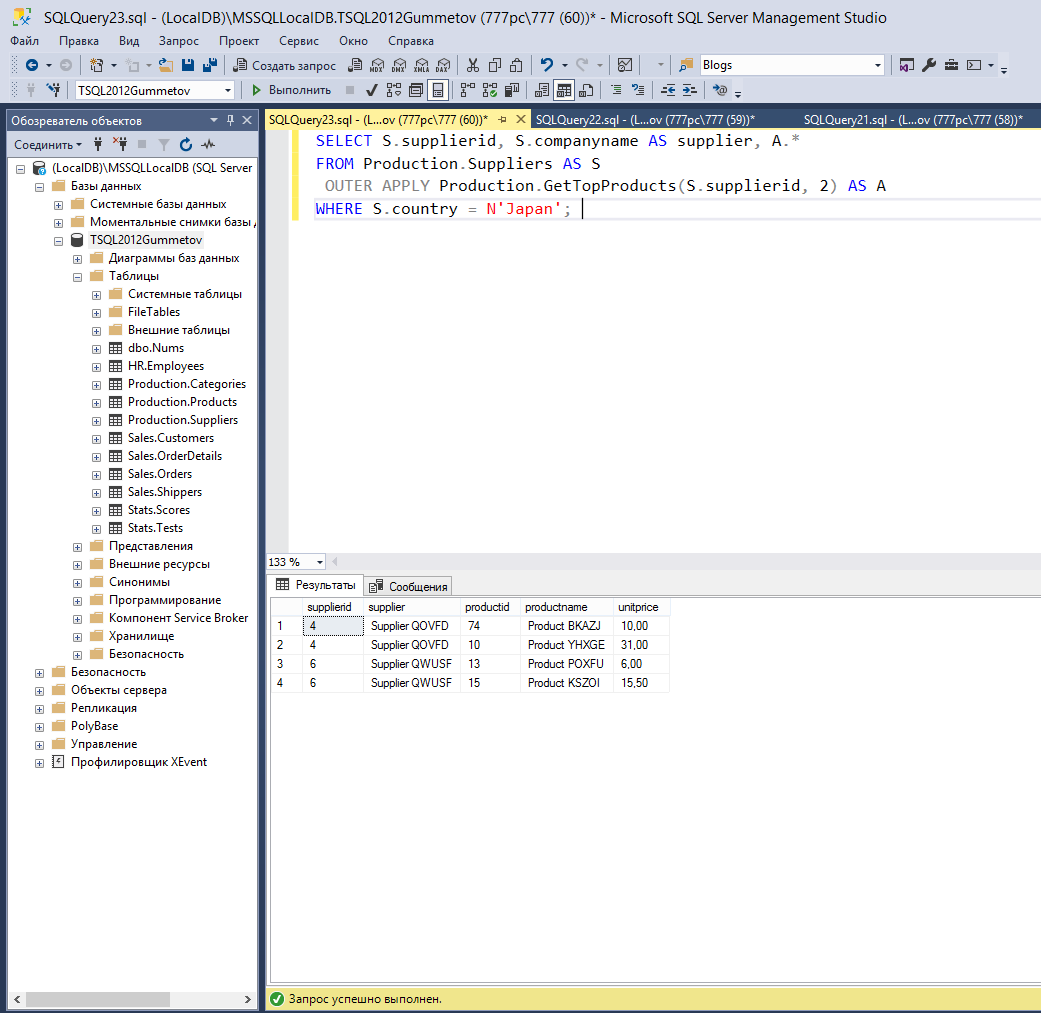 SQLQuery23.sql - (LocalDB)\MSSQLLocalDB.TSQL2012Gummetov (777pc\777 (60))* - Microsoft SQL Server Management Studio
Файл Правка Вид Запрос Проект Сервис Окно Справка
Создать запрос MDX DMX XMLA DAX Blogs
TSQL2012Gummetov Выполнить
Обозреватель объектов
Соединить
(LocalDB)\MSSQLLocalDB (SQL Server
Базы данных
Системные базы данных
Моментальные снимки базы
TSQL2012Gummetov
Диаграммы баз данных
Таблицы
Системные таблицы
FileTables
Внешние таблицы
dbo.Nums
HR.Employees
Production.Categories
Production.Products
Production.Suppliers
Sales.Customers
Sales.OrderDetails
Sales.Orders
Sales.Shippers
Stats.Scores
Stats.Tests
Представления
Внешние ресурсы
Синонимы
Программирование
Компонент Service Broker
Хранилище
Безопасность
Безопасность
Объекты сервера
Репликация
PolyBase
Управление
Профилировщик XEvent
SQLQuery23.sql - (L...ov (777pc\777 (60))* SQLQuery22.sql - (L...ov (777pc\777 (59))* SQLQuery21.sql - (L...ov (777pc\777 (58))*
SELECT S.supplierid, S.companyname AS supplier, A.*
FROM Production.Suppliers AS S
OUTER APPLY Production.GetTopProducts(S.supplierid, 2) AS A
WHERE S.country = N'Japan';
133 %
Результаты Сообщения
supplierid supplier productid productname unitprice
1 4 Supplier QOVFD 74 Product BKAZJ 10,00
2 4 Supplier QOVFD 10 Product YHXGE 31,00
3 6 Supplier QWUSF 13 Product POXFU 6,00
4 6 Supplier QWUSF 15 Product KSZOI 15,50
Запрос успешно выполнен.